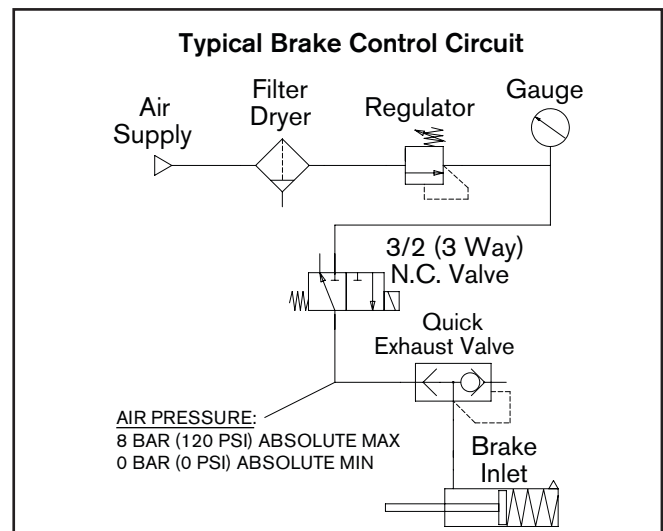 Typical Brake Control Circuit
Air
Supply
Filter
Dryer
Regulator
Gauge
3/2 (3 Way)
N.C. Valve
Quick
Exhaust Valve
AIR PRESSURE:
8 BAR (120 PSI) ABSOLUTE MAX
0 BAR (0 PSI) ABSOLUTE MIN
Brake
Inlet